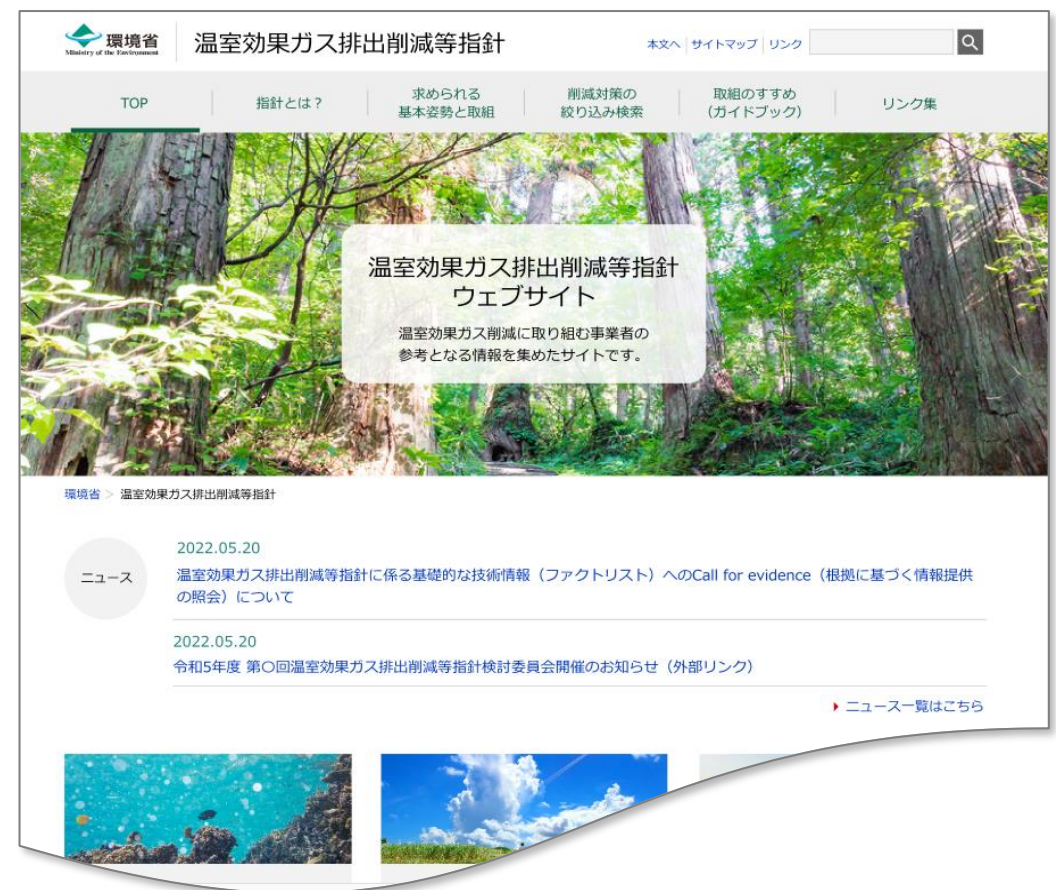 環境省
Ministry of the Environment
温室効果ガス排出削減等指針
本文へ サイトマップ リンク
TOP
指針とは？
求められる
基本姿勢と取組
削減対策の
絞り込み検索
取組のすすめ
（ガイドブック）
リンク集
温室効果ガス排出削減等指針
ウェブサイト
温室効果ガス削減に取り組む事業者の
参考となる情報を集めたサイトです。
環境省 > 温室効果ガス排出削減等指針
ニュース
2022.05.20
温室効果ガス排出削減等指針に係る基礎的な技術情報（ファクトリスト）へのCall for evidence（根拠に基づく情報提供
の照会）について
2022.05.20
令和5年度 第〇回温室効果ガス排出削減等指針検討委員会開催のお知らせ（外部リンク）
ニュース一覧はこちら